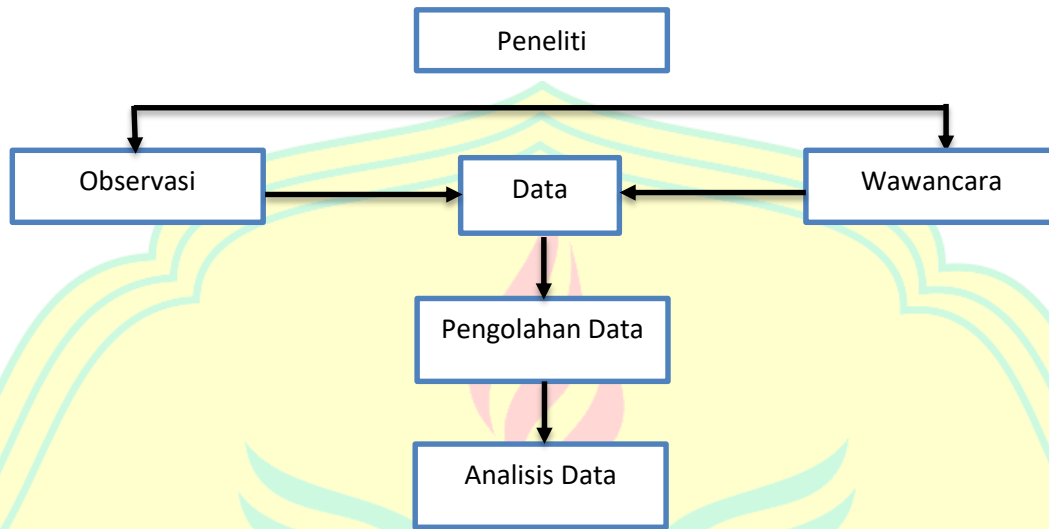 Peneliti
Observasi
Data
Wawancara
Pengolahan Data
Analisis Data